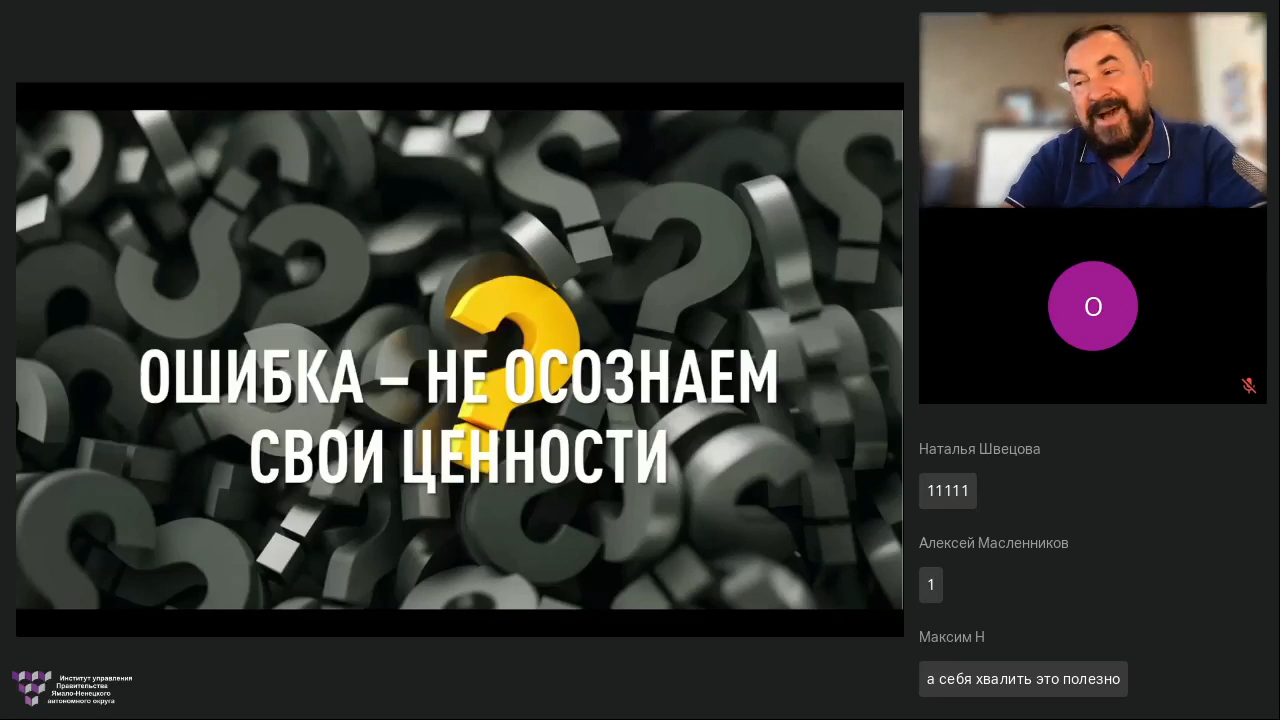 ОШИБКА – НЕ ОСОЗНАЕМ
СВОИ ЦЕННОСТИ
О
Наталья Швецова
11111
Алексей Масленников
1
Максим Н
а себя хвалить это полезно
Институт управления
Правительства
Ямало-Ненецкого
автономного округа